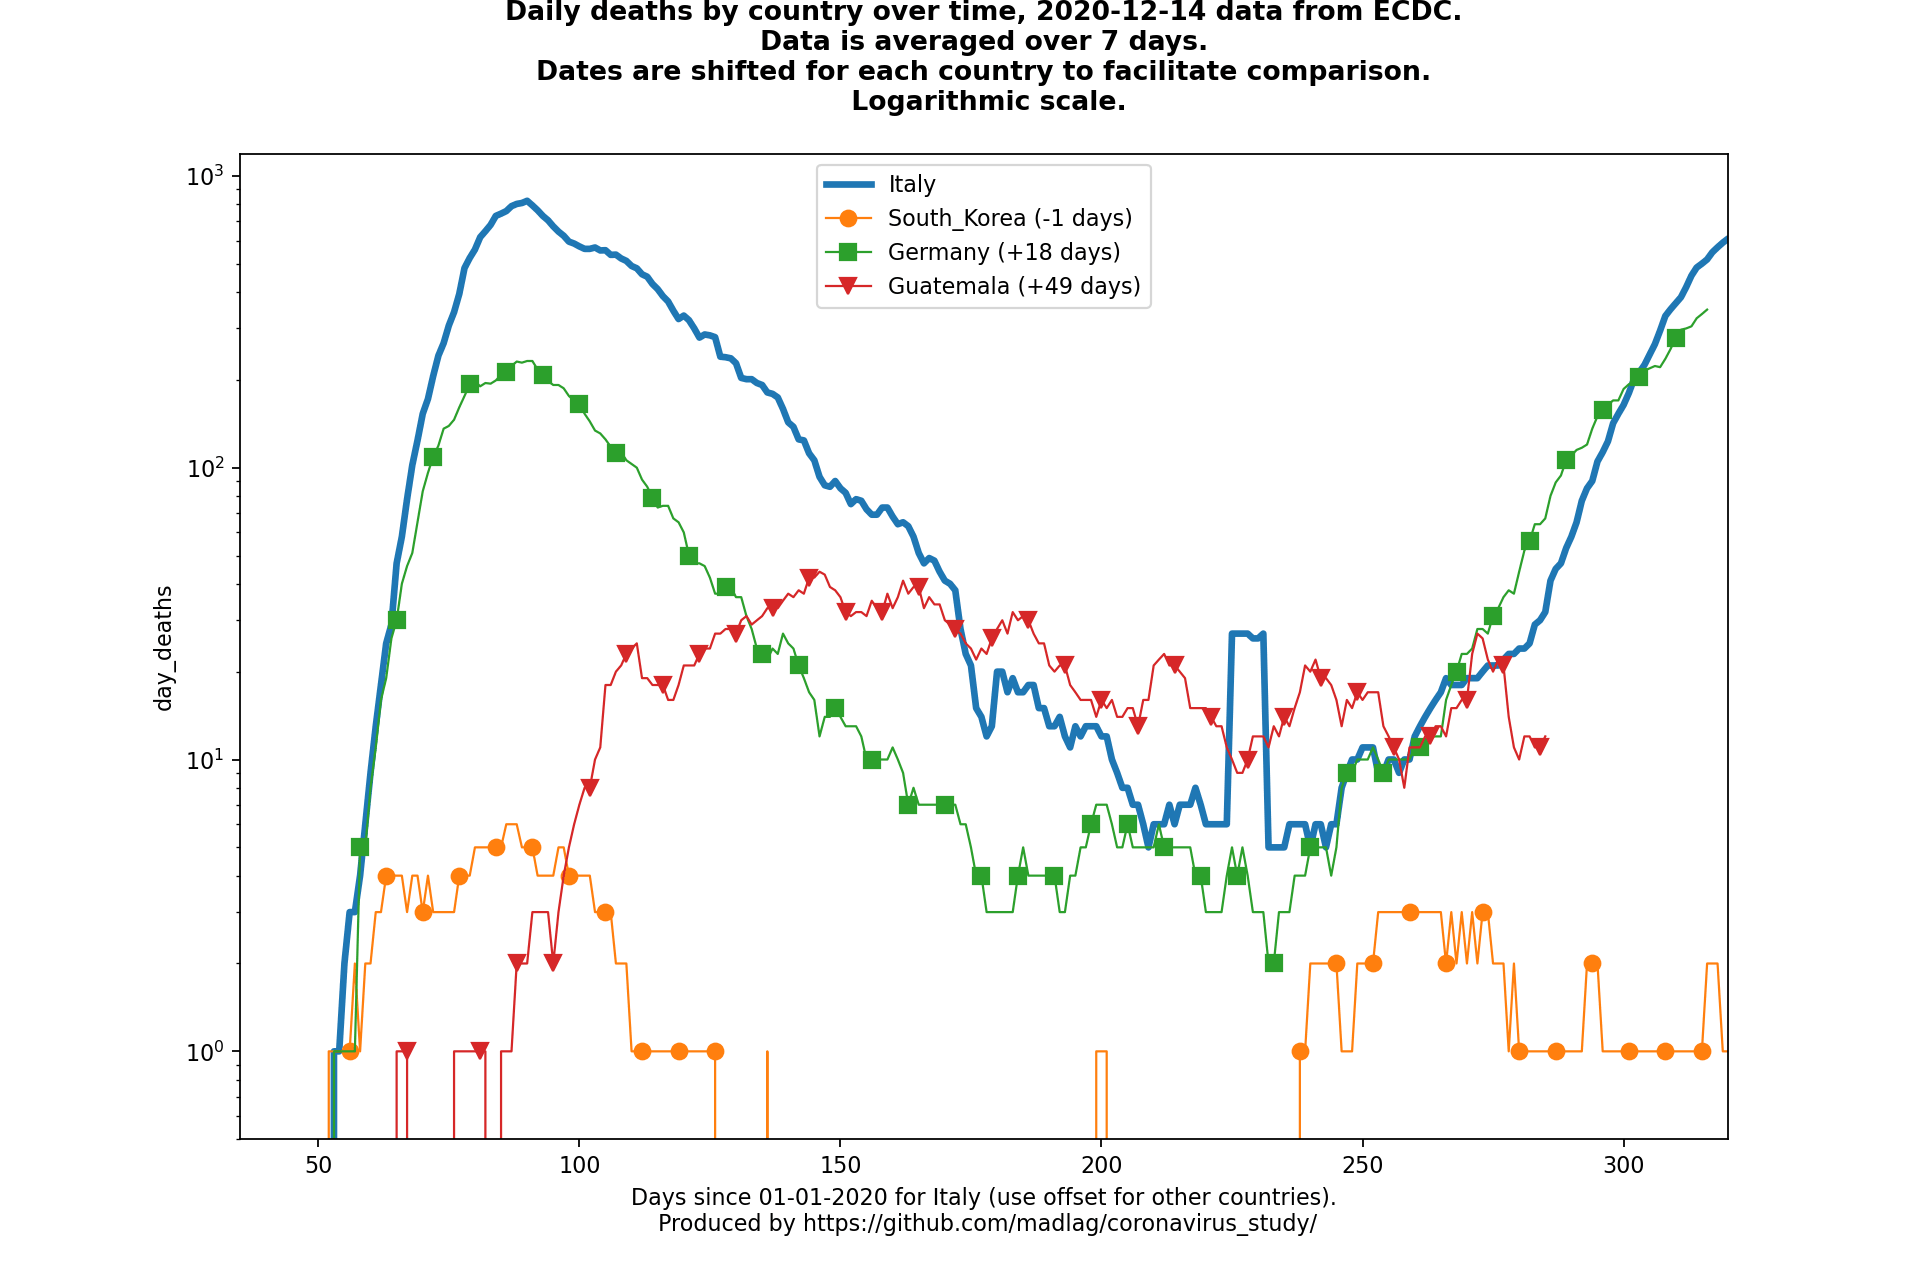 Daily deaths by country over time, 2020-12-14 data from ECDC.
Data is averaged over 7 days.
Dates are shifted for each country to facilitate comparison.
Logarithmic scale.
10³
10²
10¹
10⁰
day_deaths
Italy
South_Korea (-1 days)
Germany (+18 days)
Guatemala (+49 days)
50 100 150 200 250 300
Days since 01-01-2020 for Italy (use offset for other countries).
Produced by https://github.com/madlag/coronavirus_study/